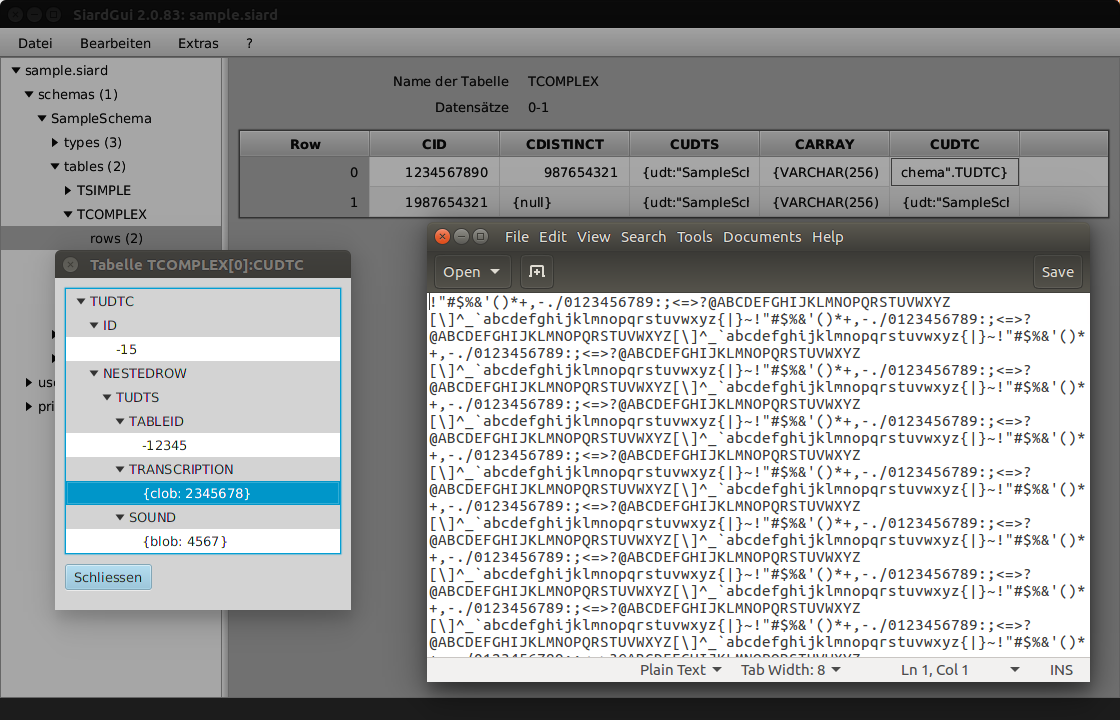 SiardGui 2.0.83: sample.siard
Datei Bearbeiten Extras ?
sample.siard
schemas (1)
SampleSchema
types (3)
tables (2)
TSIMPLE
TCOMPLEX
rows (2)
use
pri
Name der Tabelle TCOMPLEX
Datensätze 0-1
Row CID CDISTINCT CUDTS CARRAY CUDTC
0 1234567890 987654321 {udt:"SampleSch {VARCHAR(256) chema".TUDTC}
1 1987654321 {null} {udt:"SampleSch {VARCHAR(256) {udt:"SampleSch
Tabelle TCOMPLEX[0]:CUDTC
TUDTC
ID
-15
NESTEDROW
TUDTS
TABLEID
-12345
TRANSCRIPTION
{clob: 2345678}
SOUND
{blob: 4567}
Schliessen
File Edit View Search Tools Documents Help
Open Save
!"#$%&'()*+,-./0123456789:;<=>?@ABCDEFGHIJKLMNOPQRSTUVWXYZ
[\]^_`abcdefghijklmnopqrstuvwxyz{|}~!"#$%&'()*+,-./0123456789:;<=>?
@ABCDEFGHIJKLMNOPQRSTUVWXYZ[\]^_`abcdefghijklmnopqrstuvwxyz{|}~!"#$%&'()*
+,-./0123456789:;<=>?@ABCDEFGHIJKLMNOPQRSTUVWXYZ
[\]^_`abcdefghijklmnopqrstuvwxyz{|}~!"#$%&'()*+,-./0123456789:;<=>?
@ABCDEFGHIJKLMNOPQRSTUVWXYZ[\]^_`abcdefghijklmnopqrstuvwxyz{|}~!"#$%&'()*
+,-./0123456789:;<=>?@ABCDEFGHIJKLMNOPQRSTUVWXYZ
[\]^_`abcdefghijklmnopqrstuvwxyz{|}~!"#$%&'()*+,-./0123456789:;<=>?
@ABCDEFGHIJKLMNOPQRSTUVWXYZ[\]^_`abcdefghijklmnopqrstuvwxyz{|}~!"#$%&'()*
+,-./0123456789:;<=>?@ABCDEFGHIJKLMNOPQRSTUVWXYZ
[\]^_`abcdefghijklmnopqrstuvwxyz{|}~!"#$%&'()*+,-./0123456789:;<=>?
@ABCDEFGHIJKLMNOPQRSTUVWXYZ[\]^_`abcdefghijklmnopqrstuvwxyz{|}~!"#$%&'()*
+,-./0123456789:;<=>?@ABCDEFGHIJKLMNOPQRSTUVWXYZ
[\]^_`abcdefghijklmnopqrstuvwxyz{|}~!"#$%&'()*+,-./0123456789:;<=>?
@ABCDEFGHIJKLMNOPQRSTUVWXYZ[\]^_`abcdefghijklmnopqrstuvwxyz{|}~!"#$%&'()*
+,-./0123456789:;<=>?@ABCDEFGHIJKLMNOPQRSTUVWXYZ
[\]^_`abcdefghijklmnopqrstuvwxyz{|}~!"#$%&'()*+,-./0123456789:;<=>?
@ABCDEFGHIJKLMNOPQRSTUVWXYZ[\]^_`abcdefghijklmnopqrstuvwxyz{|}~!"#$%&'()*
+,-./0123456789:;<=>?@ABCDEFGHIJKLMNOPQRSTUVWXYZ
[\]^_`abcdefghijklmnopqrstuvwxyz{|}~!"#$%&'()*+,-./0123456789:;<=>?
@ABCDEFGHIJKLMNOPQRSTUVWXYZ[\]^_`abcdefghijklmnopqrstuvwxyz{|}~!"#$%&'()*
Plain Text Tab Width: 8 Ln 1, Col 1 INS